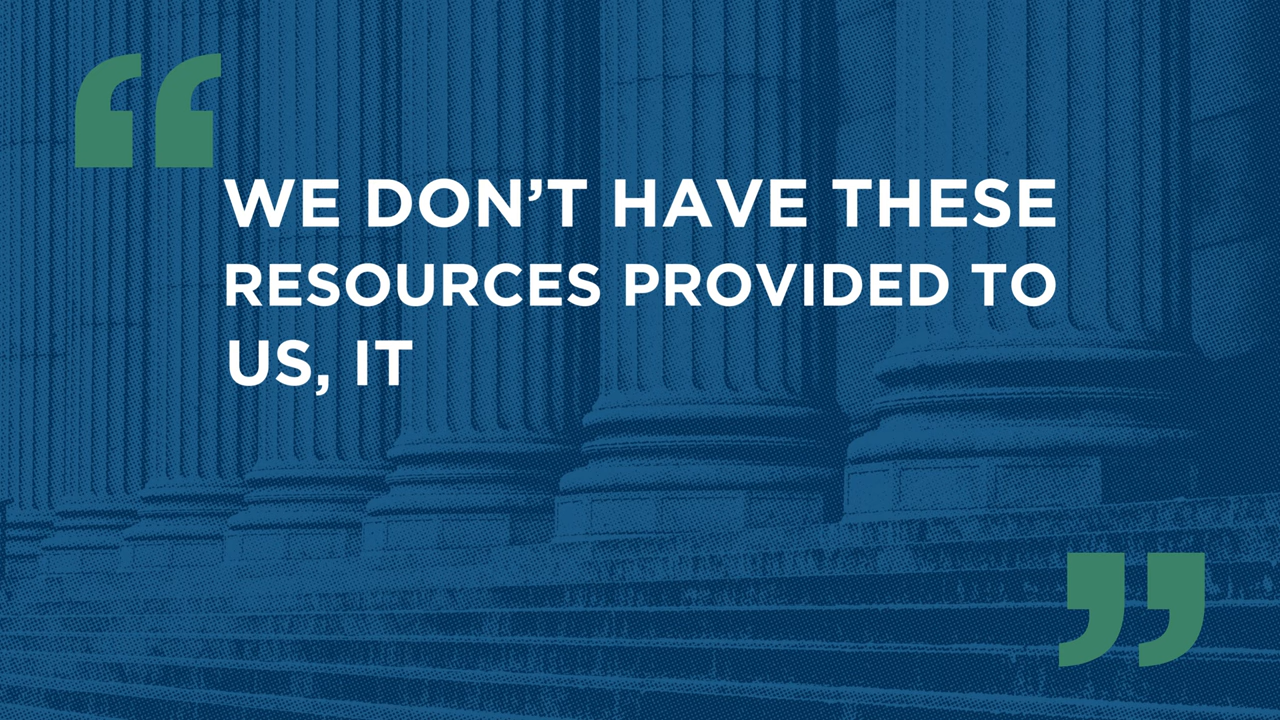 “
WE DON’T HAVE THESE
RESOURCES PROVIDED TO
US, IT
”